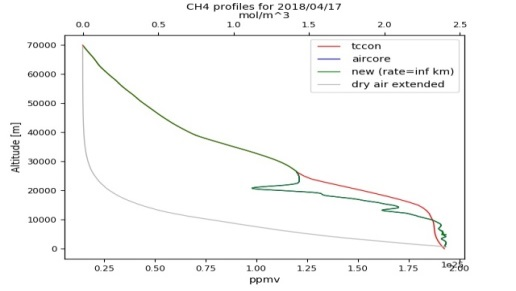 CH4 profiles for 2018/04/17
mol/m^3
0.0 0.5 1.0 1.5 2.0 2.5
70000
60000
50000
40000
30000
20000
10000
0
Altitude [m]
tccon
aircore
new (rate=inf km)
dry air extended
0.25 0.50 0.75 1.00 1.25 1.50 1.75 2.00
ppmv